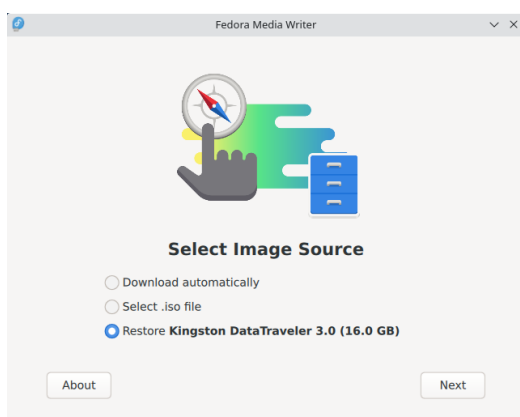 Fedora Media Writer
Select Image Source
Download automatically
Select .iso file
Restore Kingston DataTraveler 3.0 (16.0 GB)
About
Next